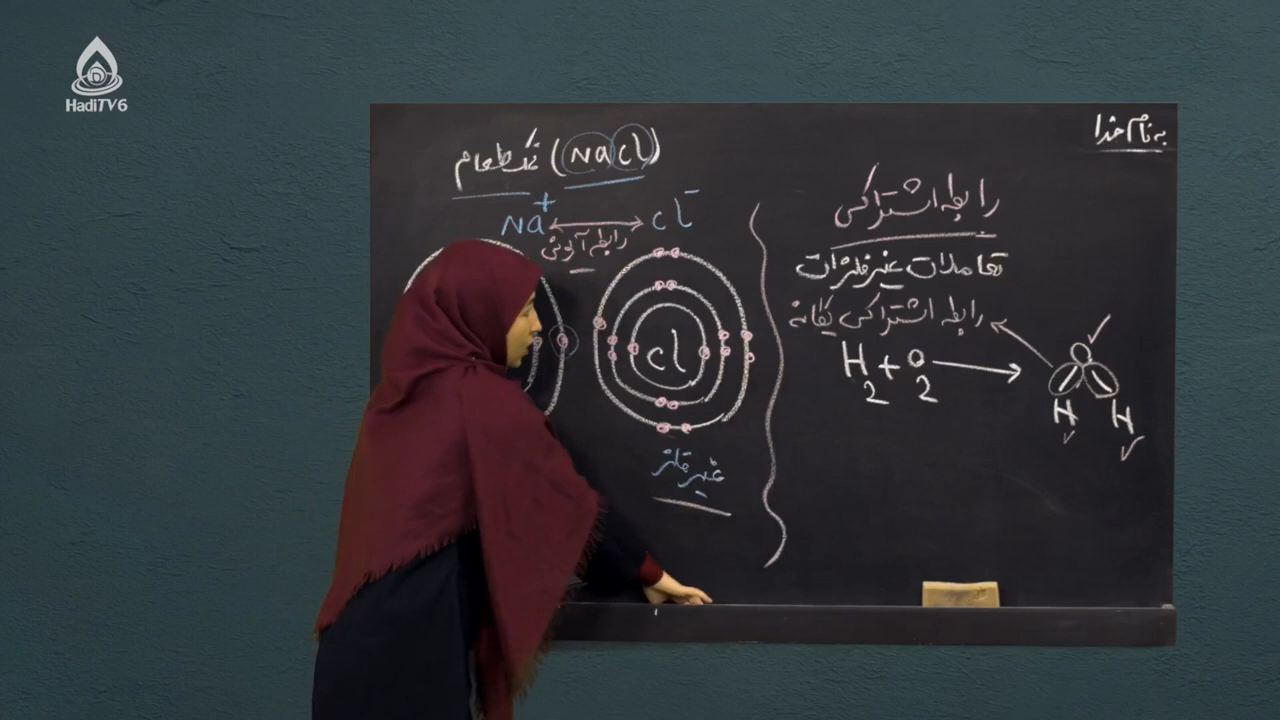 HadiTV6
به نام خدا
رابطه اشتراکی
تعاملات غیر فلزات
رابطه اشتراکی یگانه
H2 + O2
O
H H
نمک طعام (NaCl)
Na+ Cl-
رابطه آیونی
Cl
غیر فلز